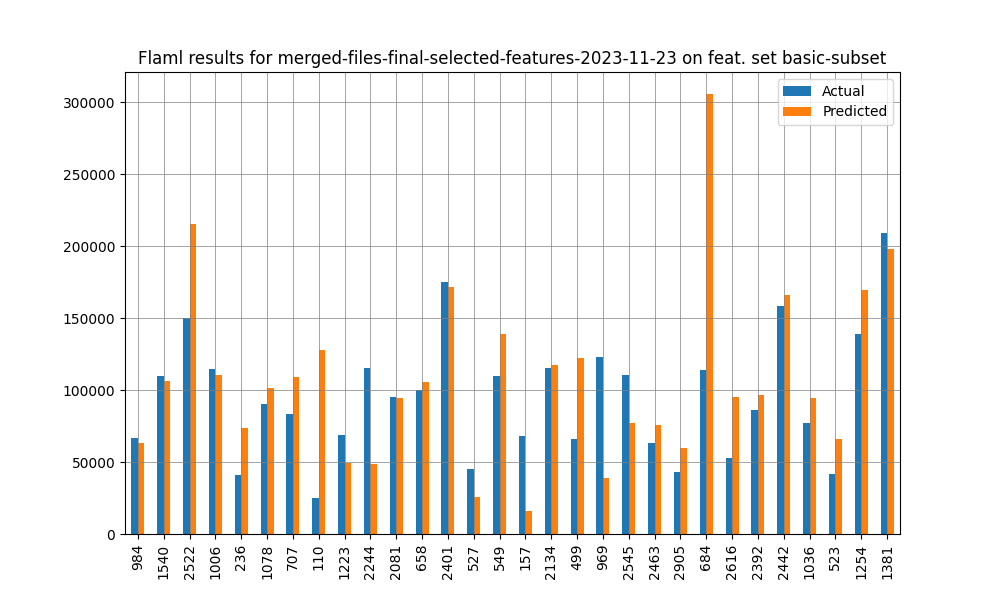 Flaml results for merged-files-final-selected-features-2023-11-23 on feat. set basic-subset
Actual
Predicted
300000
250000
200000
150000
100000
50000
0
984 1540 2522 1006 236 1078 707 110 1223 2244 2081 658 2401 527 549 157 2134 499 969 2545 2463 2905 684 2616 2392 2442 1036 523 1254 1381